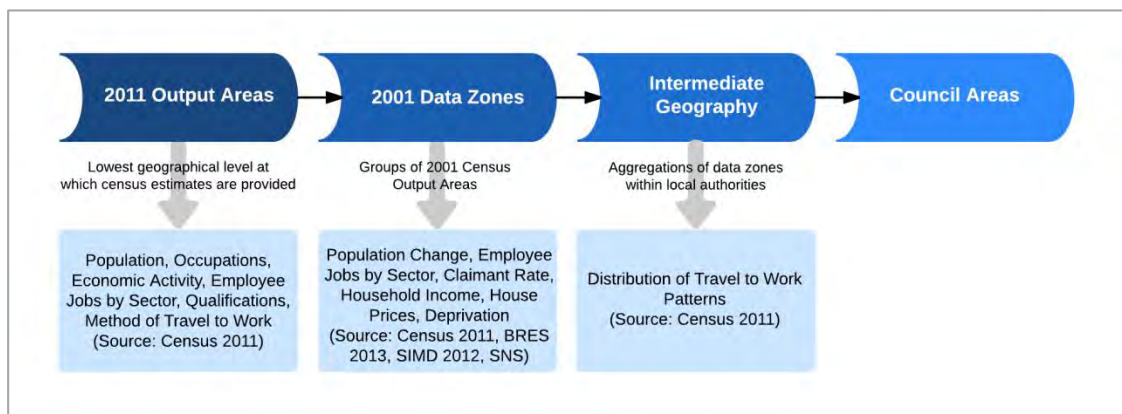 2011 Output Areas
2001 Data Zones
Intermediate
Geography
Council Areas
Lowest geographical level at
which census estimates are provided
Groups of 2001 Census
Output Areas
Aggregations of data zones
within local authorities
Population, Occupations,
Economic Activity, Employee
Jobs by Sector, Qualifications,
Method of Travel to Work
(Source: Census 2011)
Population Change, Employee
Jobs by Sector, Claimant Rate,
Household Income, House
Prices, Deprivation
(Source: Census 2011, BRES
2013, SIMD 2012, SNS)
Distribution of Travel to Work
Patterns
(Source: Census 2011)